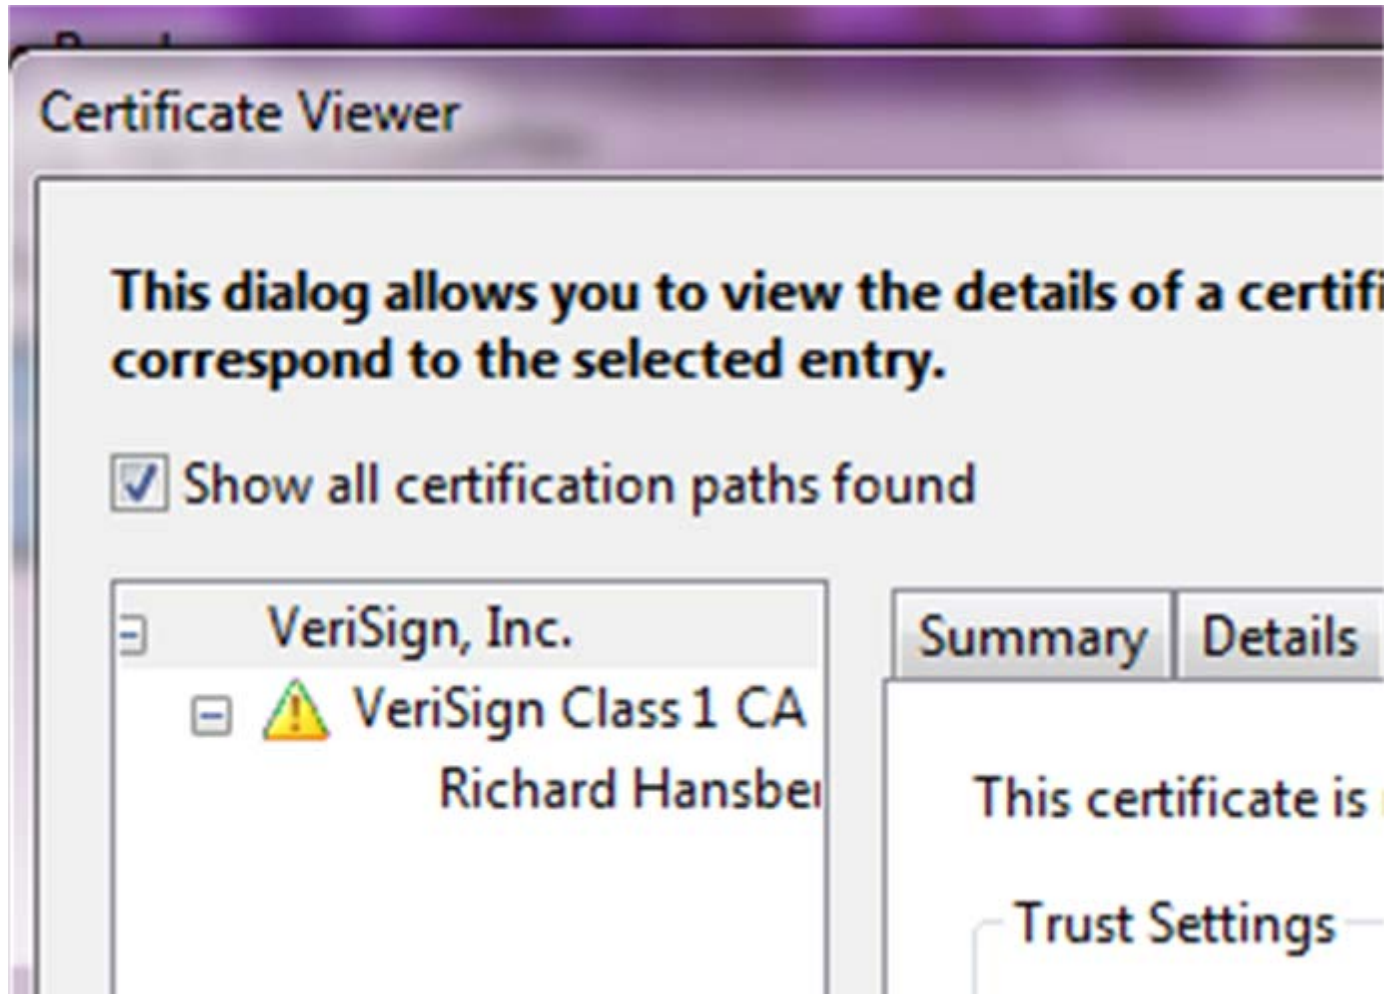 Certificate Viewer
This dialog allows you to view the details of a certifi
correspond to the selected entry.
Show all certification paths found
VeriSign, Inc.
VeriSign Class 1 CA
Richard Hansber
Summary Details
This certificate is
Trust Settings